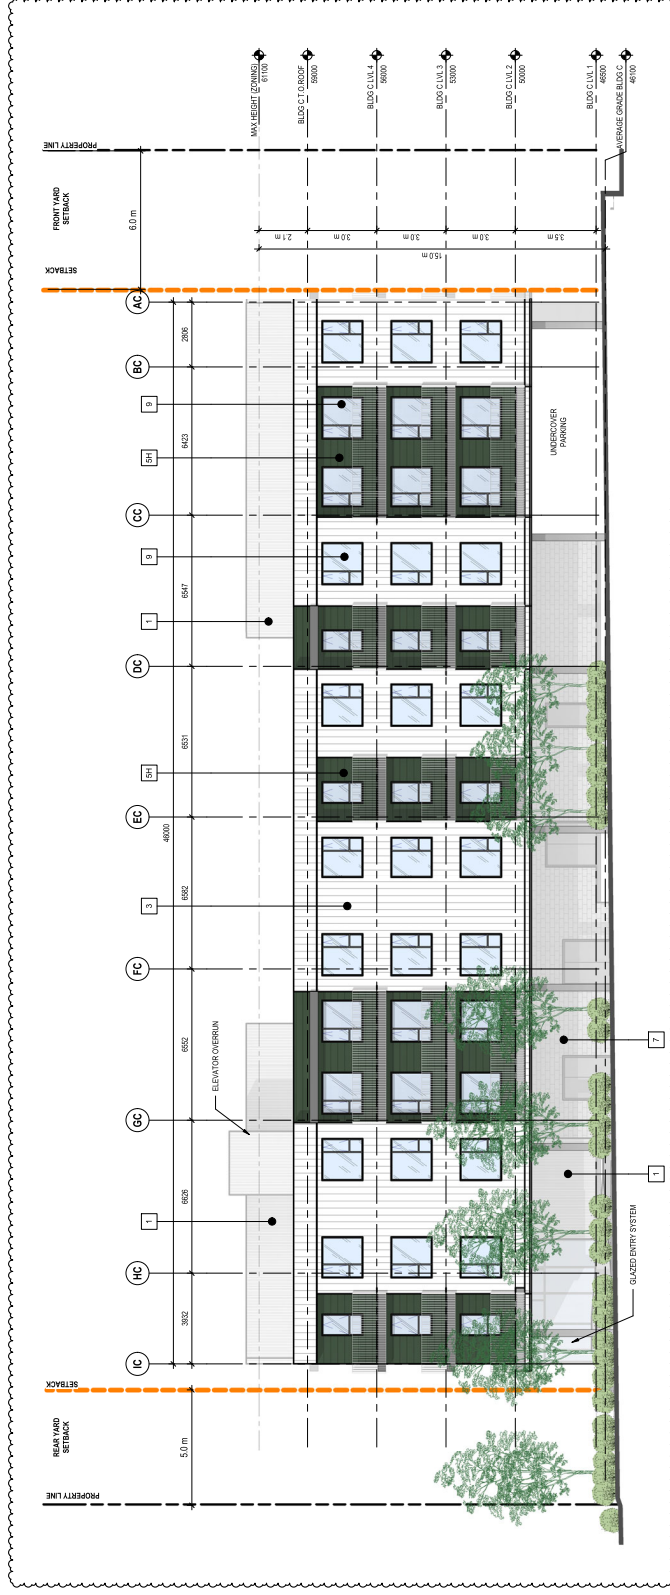 PROPERTY LINE
REAR YARD
SETBACK
5.0 m
SETBACK
IC
HC
GC
FC
EC
DC
CC
BC
AC
46000
3932
6626
6552
6582
6531
6547
6423
2806
SETBACK
FRONT YARD
SETBACK
6.0 m
PROPERTY LINE
1
ELEVATOR OVERRUN
3
5H
1
9
5H
9
MAX HEIGHT (ZONING)
61100
BLDG C T.O.ROOF
59000
BLDG C LVL 4
56000
BLDG C LVL 3
53000
BLDG C LVL 2
50000
BLDG C LVL 1
46500
AVERAGE GRADE BLDG C
46100
2.1 m
3.0 m
3.0 m
3.0 m
3.5 m
15.0 m
UNDERCOVER
PARKING
GLAZED ENTRY SYSTEM
1
7